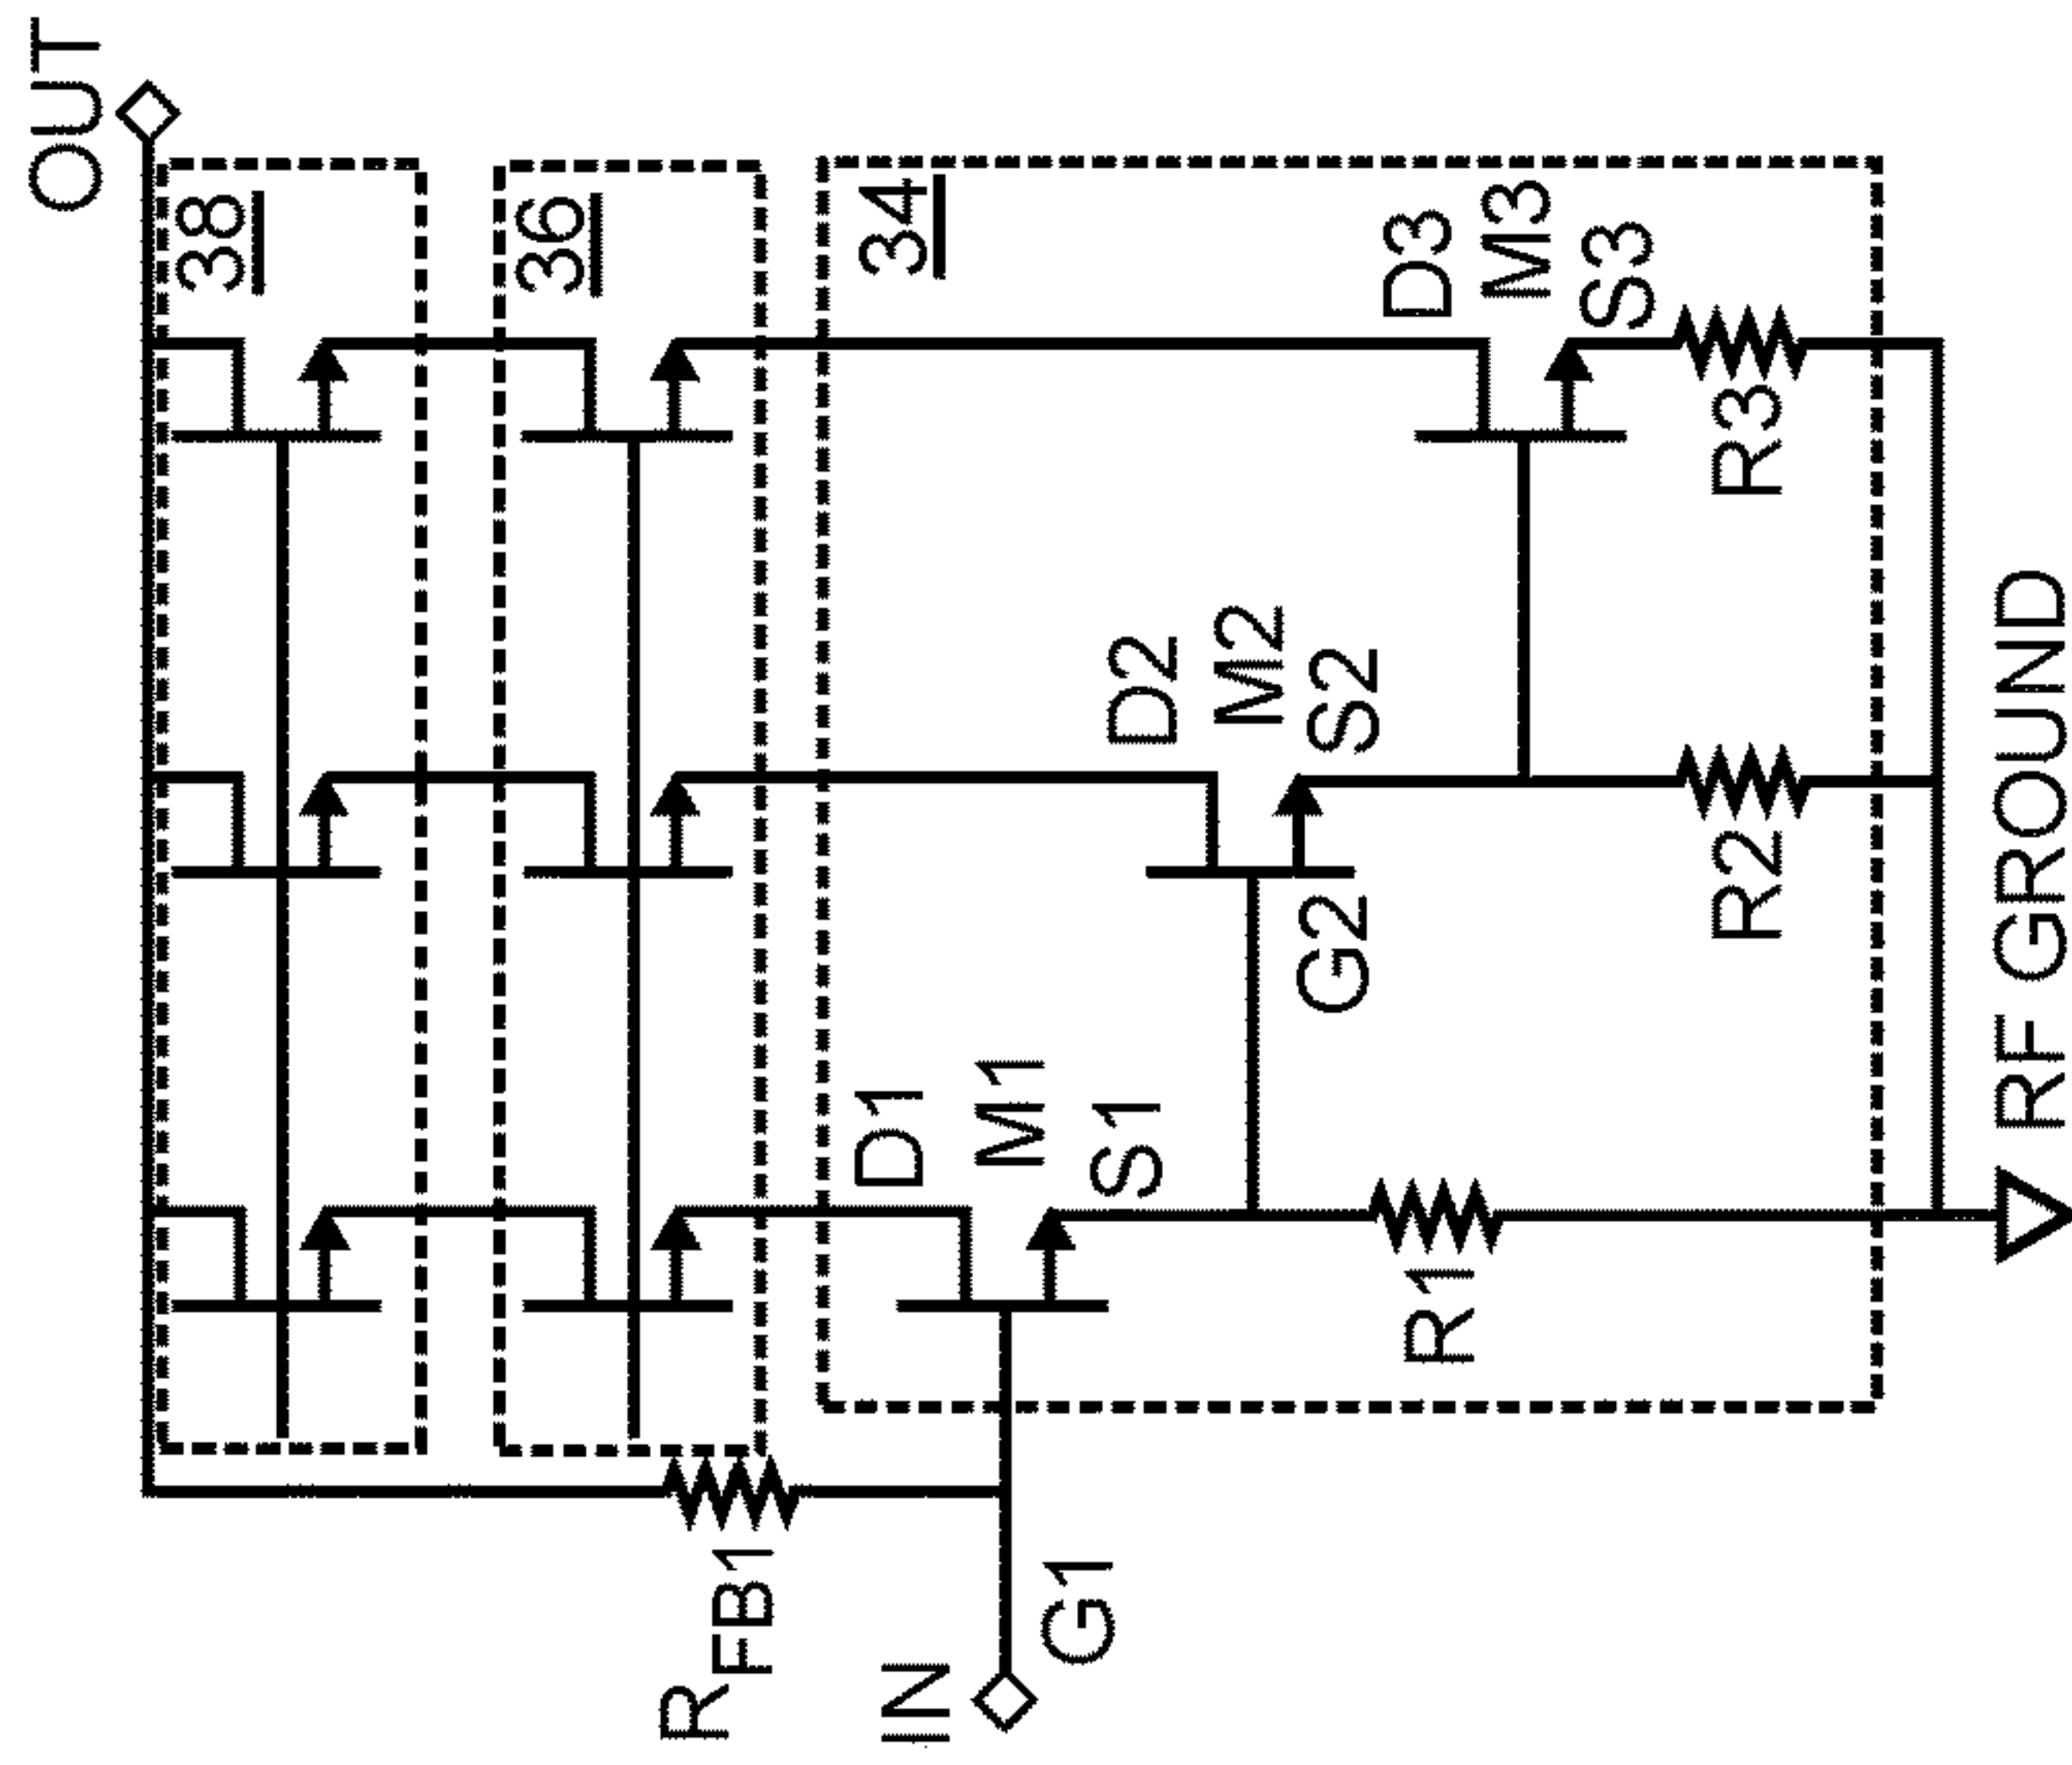 OUT
38
36
34
D3
M3
S3
R3
D2
M2
S2
G2
R2
D1
M1
S1
R1
RFB1
IN
G1
RF GROUND